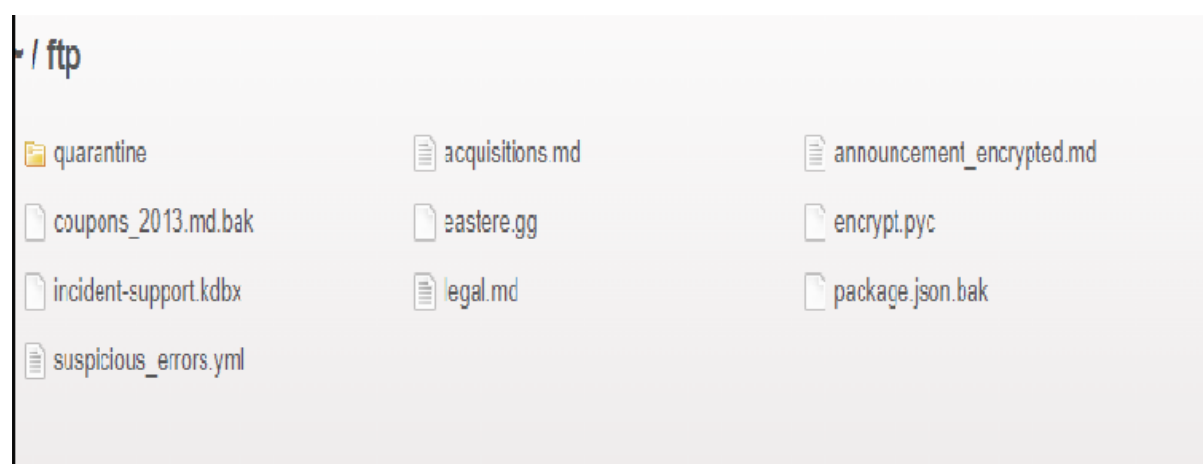 ~ / ftp
quarantine acquisitions.md announcement_encrypted.md
coupons_2013.md.bak eastere.gg encrypt.pyc
incident-support.kdbx legal.md package.json.bak
suspicious_errors.yml